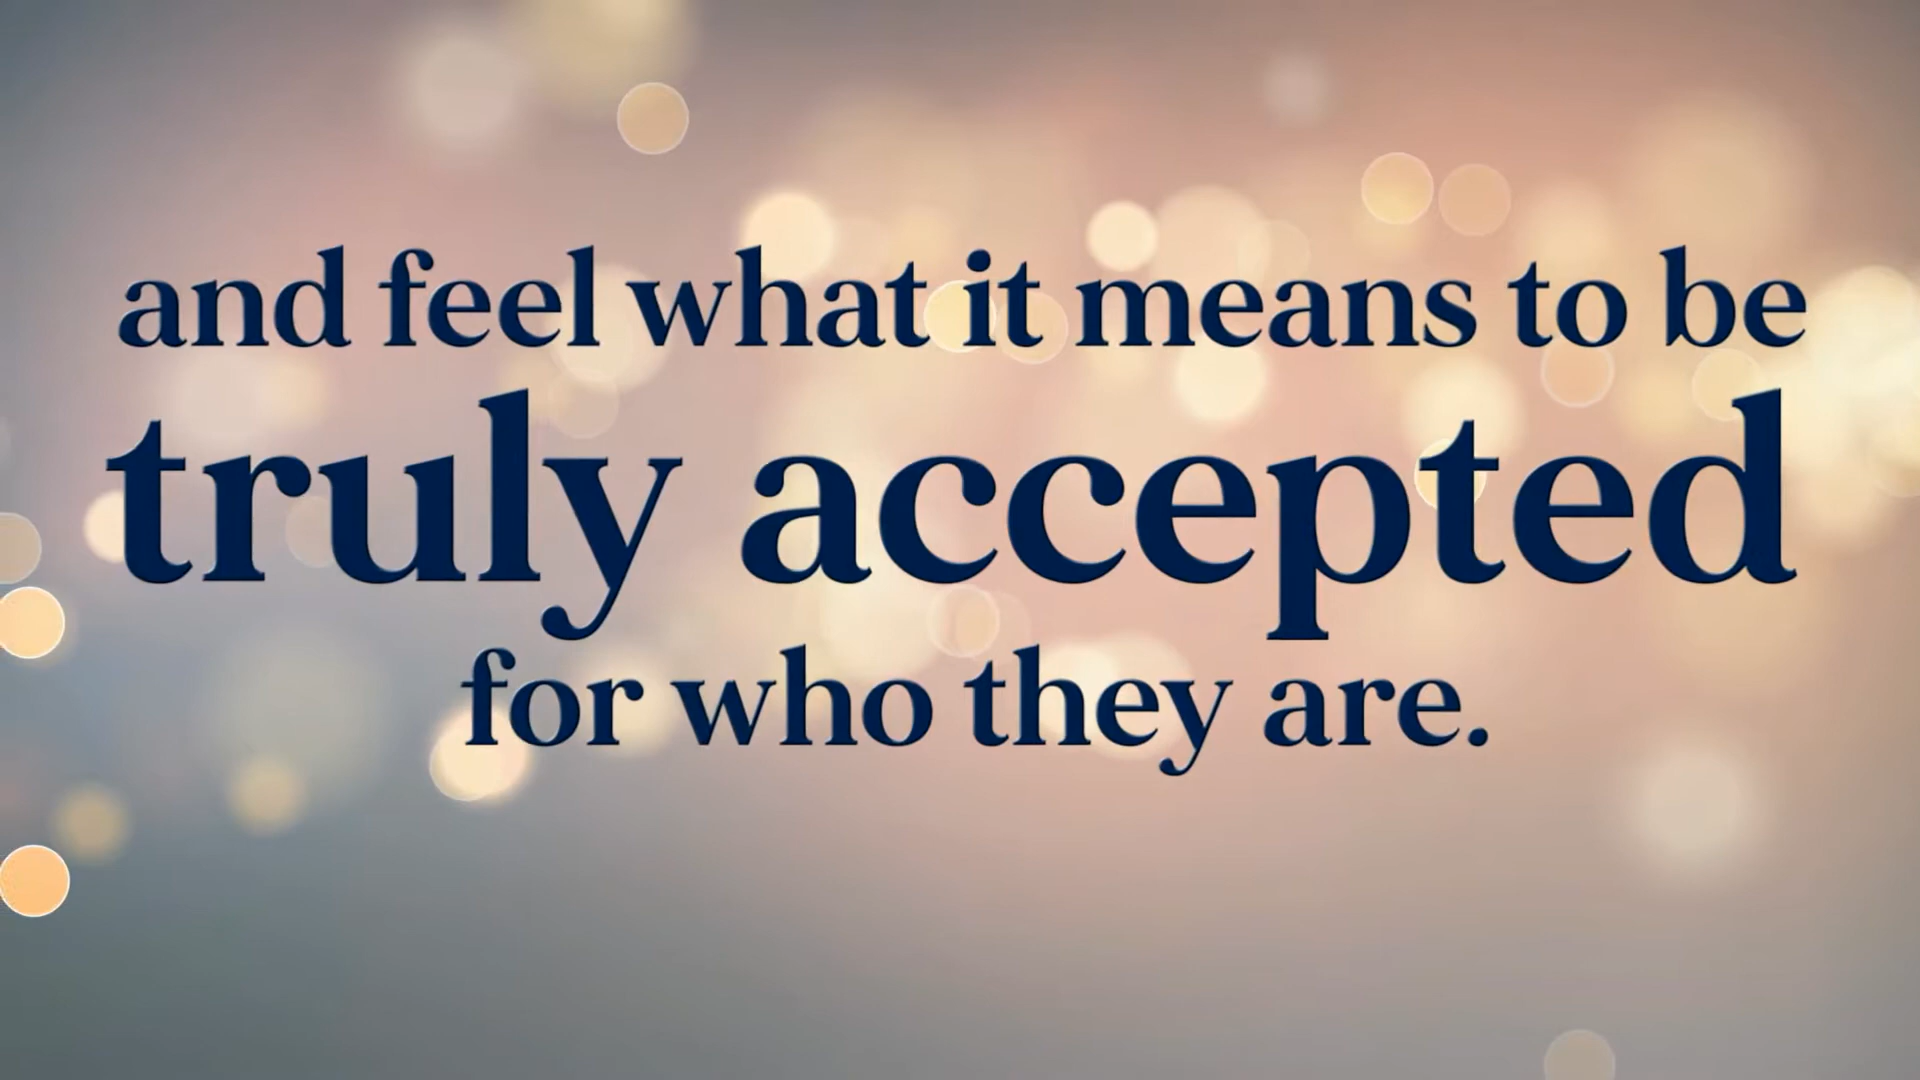 and feel what it means to be
truly accepted
for who they are.